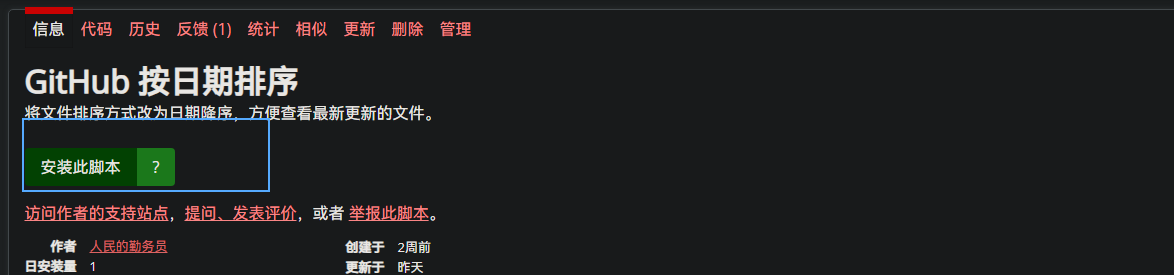 信息 代码 历史 反馈 (1) 统计 相似 更新 删除 管理
GitHub 按日期排序
将文件排序方式改为日期降序，方便查看最新更新的文件。
安装此脚本 ?
访问作者的支持站点，提问、发表评价，或者 举报此脚本。
作者 人民的勤务员 创建于 2周前
日安装量 1 更新于 昨天